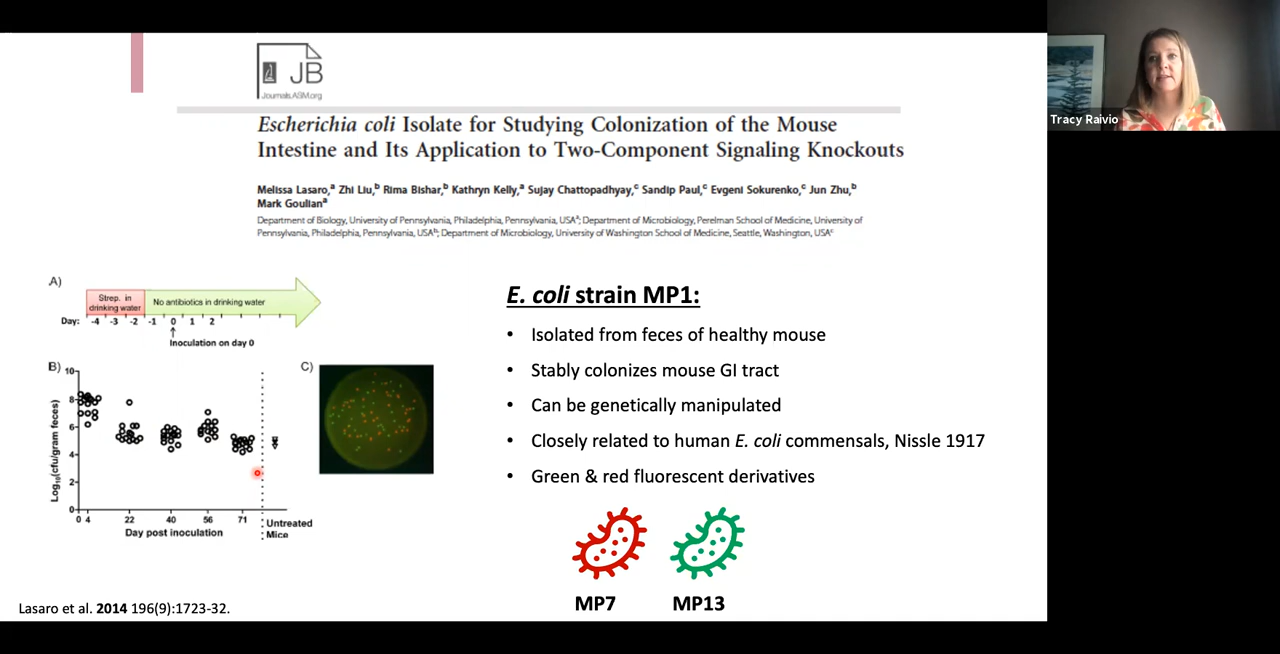 JB
Journals.ASM.org
Escherichia coli Isolate for Studying Colonization of the Mouse
Intestine and Its Application to Two-Component Signaling Knockouts
Melissa Lasaro,a Zhi Liu,b Rima Bishar,b Kathryn Kelly,a Sujay Chattopadhyay,c Sandip Paul,c Evgeni Sokurenko,c Jun Zhu,b
Mark Gouliana
Department of Biology, University of Pennsylvania, Philadelphia, Pennsylvania, USAa; Department of Microbiology, Perelman School of Medicine, University of
Pennsylvania, Philadelphia, Pennsylvania, USAb; Department of Microbiology, University of Washington School of Medicine, Seattle, Washington, USAc
A)
Strep. in
drinking water
No antibiotics in drinking water
Day: -4 -3 -2 -1 0 1 2
Inoculation on day 0
B)
Log10(cfu/gram feces)
10
8
6
4
2
0
0 4 22 40 56 71
Day post inoculation
Untreated
Mice
C)
E. coli strain MP1:
• Isolated from feces of healthy mouse
• Stably colonizes mouse GI tract
• Can be genetically manipulated
• Closely related to human E. coli commensals, Nissle 1917
• Green & red fluorescent derivatives
MP7 MP13
Lasaro et al. 2014 196(9):1723-32.
Tracy Raivio